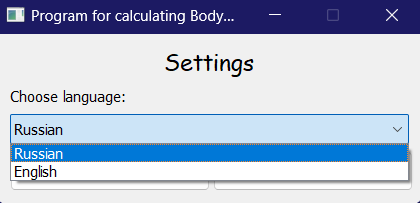 Program for calculating Body...
Settings
Choose language:
Russian
Russian
English